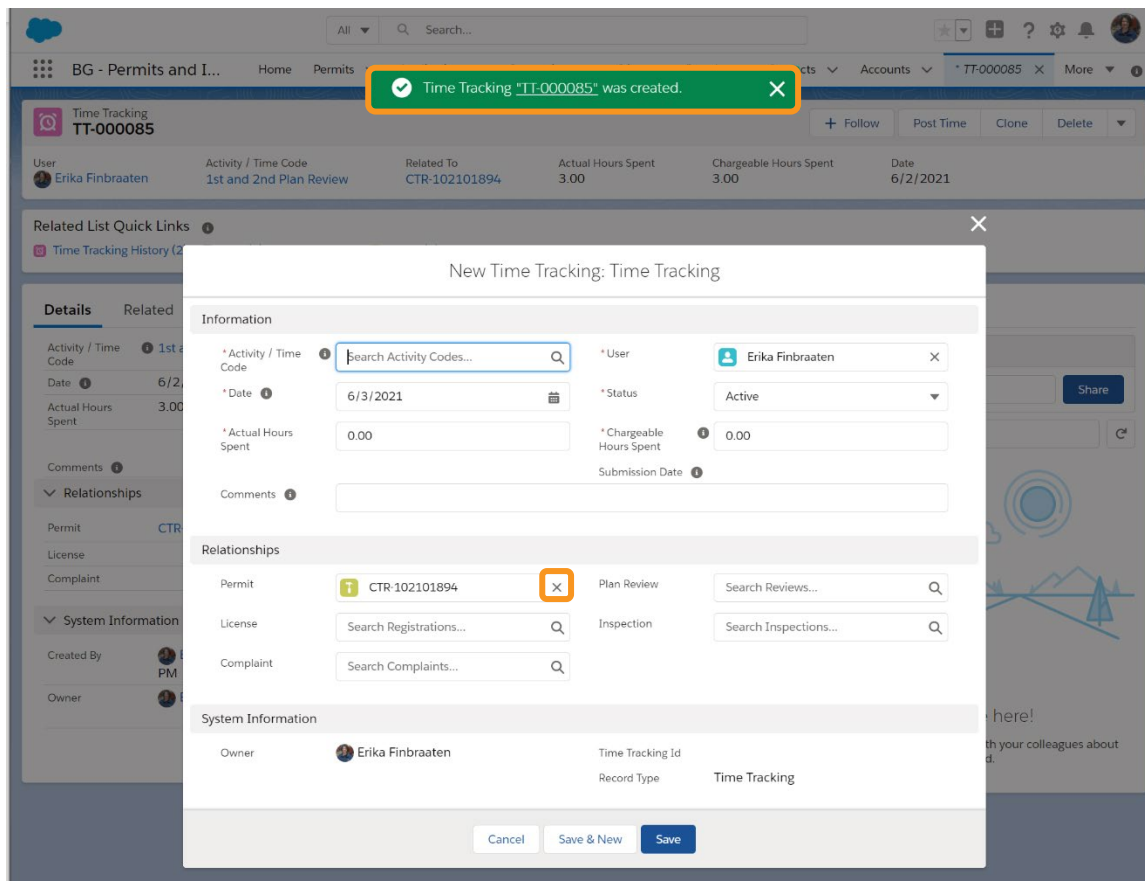 All Search...
BG - Permits and I... Home Permits cts Accounts * TT-000085 More
Time Tracking "TT-000085" was created.
Time Tracking
TT-000085
+ Follow Post Time Clone Delete
User Activity / Time Code Related To Actual Hours Spent Chargeable Hours Spent Date
Erika Finbraaten 1st and 2nd Plan Review CTR-102101894 3.00 3.00 6/2/2021
Related List Quick Links
Time Tracking History (2
New Time Tracking: Time Tracking
Details Related
Information
Activity / Time Code 1st a
*Activity / Time Code Search Activity Codes... *User Erika Finbraaten
Date 6/2,
*Date 6/3/2021 *Status Active
Share
Actual Hours Spent 3.00
*Actual Hours Spent 0.00 *Chargeable Hours Spent 0.00
Submission Date
Comments
Comments
Relationships
Permit CTR-
License
Complaint
Relationships
Permit CTR-102101894 Plan Review Search Reviews...
License Search Registrations... Inspection Search Inspections...
Complaint Search Complaints...
System Information
Created By
PM
Owner
System Information
Owner Erika Finbraaten Time Tracking Id
Record Type Time Tracking
here!
th your colleagues about
d.
Cancel Save & New Save